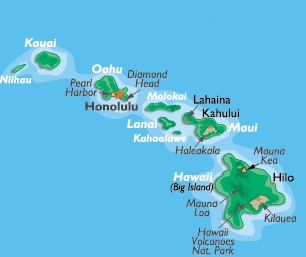 Kauai
Niihau
Oahu
Pearl
Harbor
Diamond
Head
Honolulu
Molokai
Lahaina
Kahului
Lanai
Maui
Kahoolawe
Haleakala
Mauna
Kea
Hawaii
(Big Island)
Hilo
Mauna
Loa
Kilauea
Hawaii
Volcanoes
Nat. Park